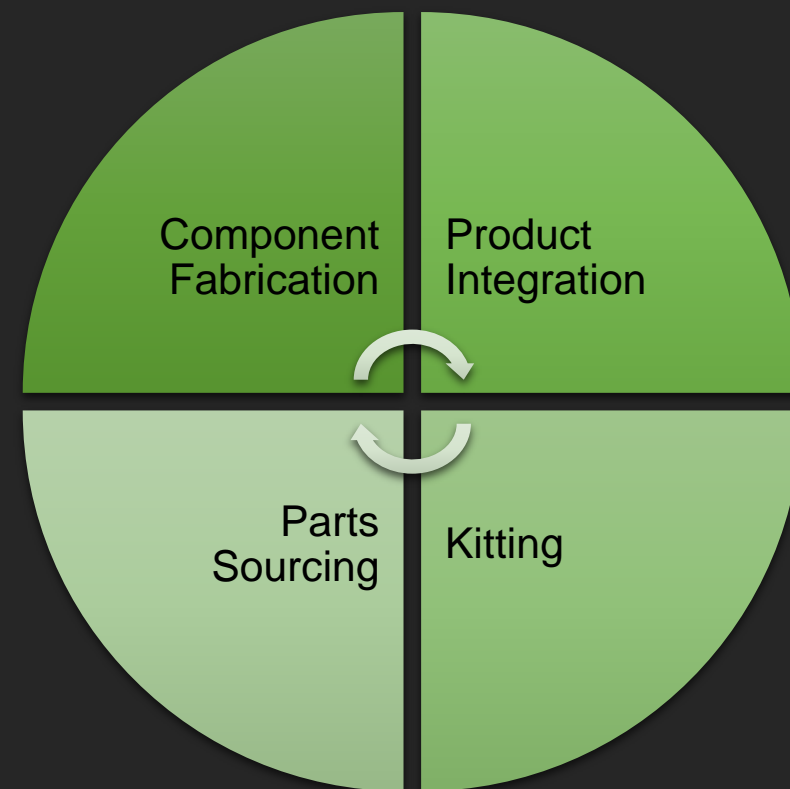 Component
Fabrication
Product
Integration
Parts
Sourcing
Kitting